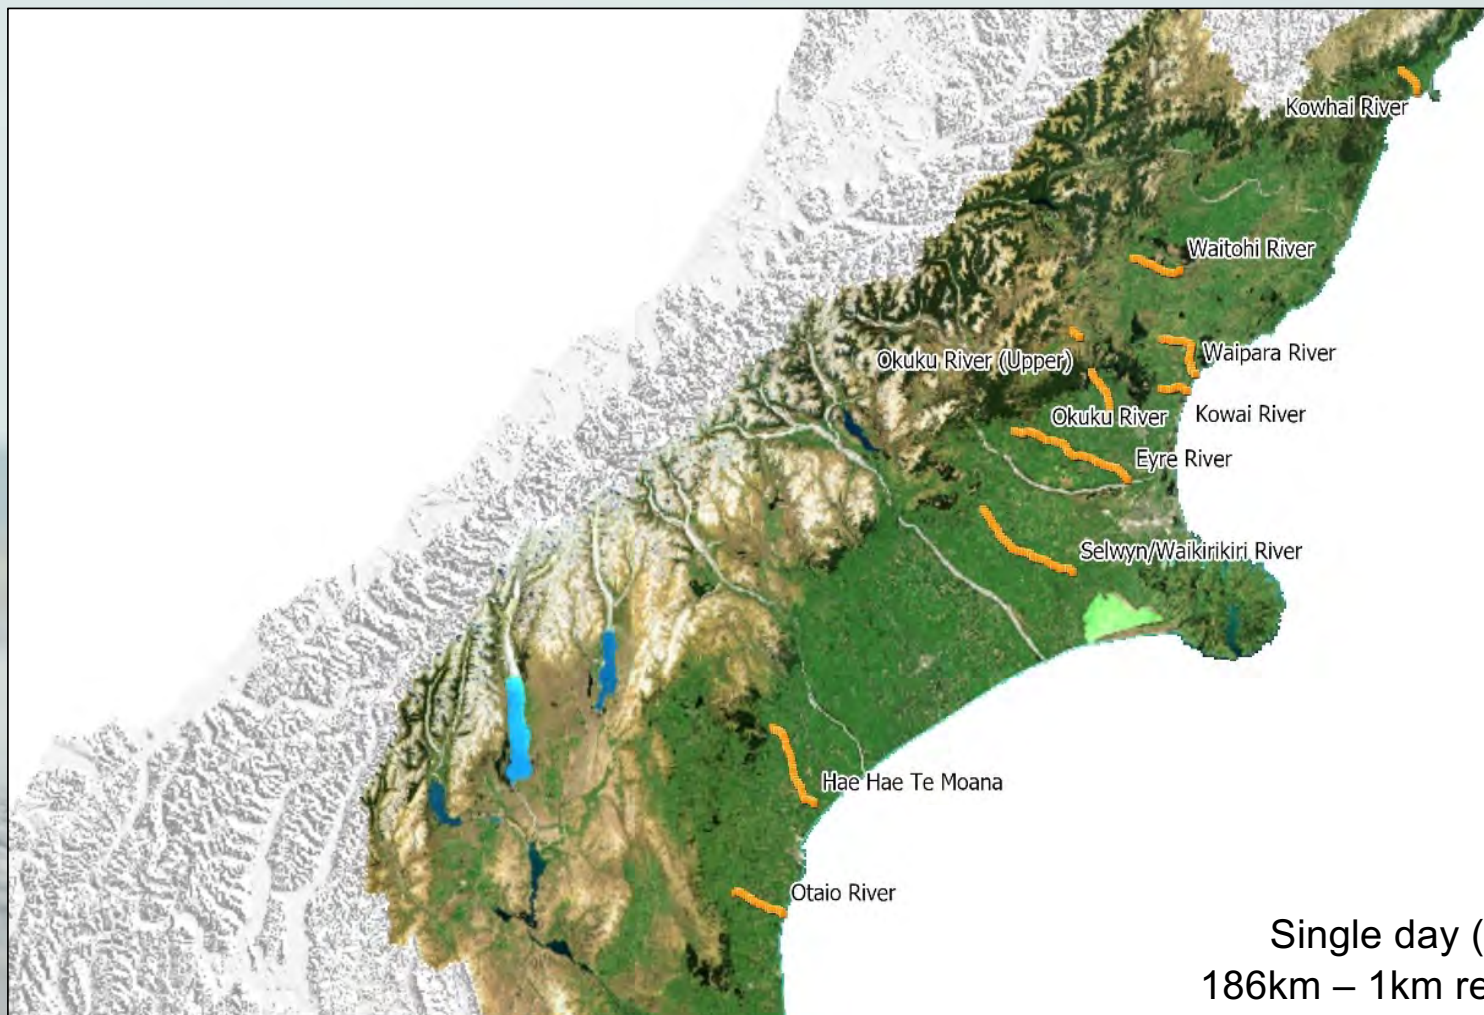 Kowhai River
Waitohi River
Waipara River
Okuku River (Upper)
Okuku River
Kowai River
Eyre River
Selwyn/Waikirikiri River
Hae Hae Te Moana
Otaio River
Single day (
186km – 1km re